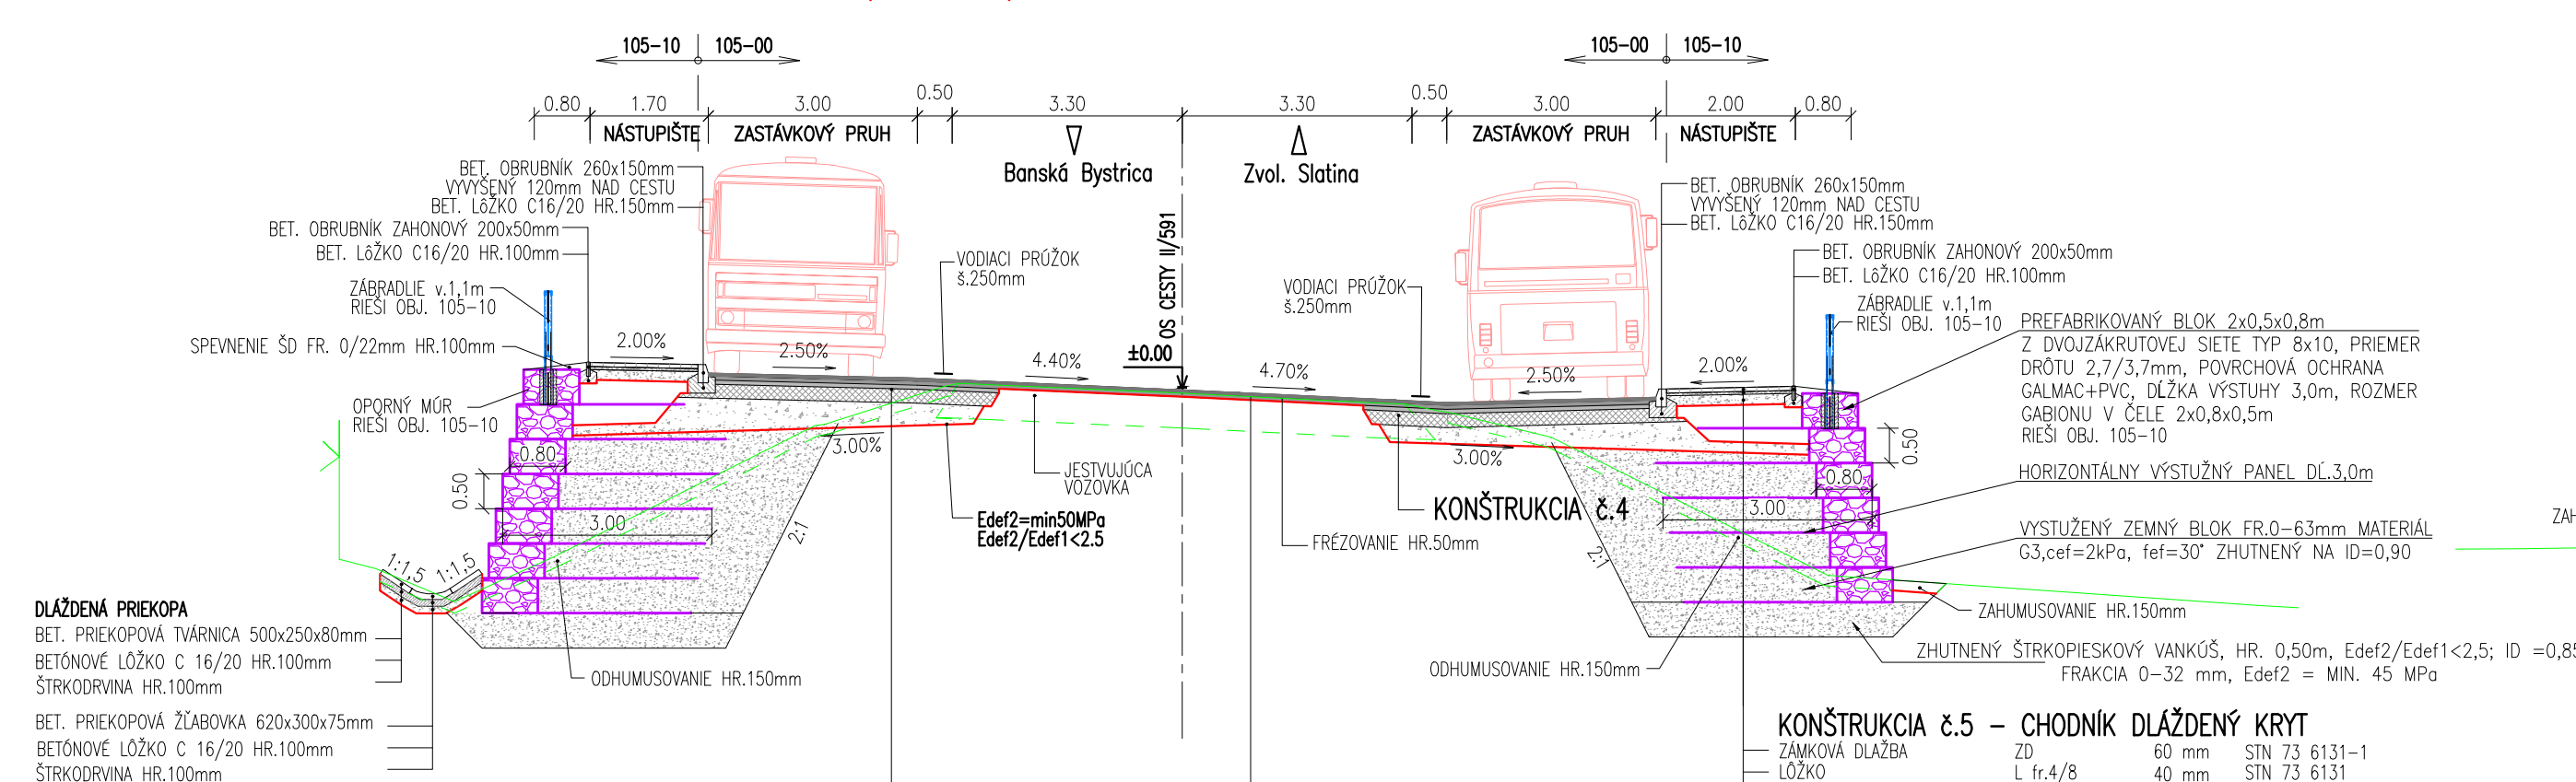 105-10 105-00
105-00 105-10
0.80 1.70 3.00 0.50 3.30 3.30 0.50 3.00 2.00 0.80
NÁSTUPIŠTE ZASTÁVKOVÝ PRUH ZASTÁVKOVÝ PRUH NÁSTUPIŠTE
Banská Bystrica
Zvol. Slatina
BET. OBRUBNÍK 260x150mm
VYVYŠENÝ 120mm NAD CESTU
BET. LôŽKO C16/20 HR.150mm
BET. OBRUBNÍK ZAHONOVÝ 200x50mm
BET. LôŽKO C16/20 HR.100mm
ZÁBRADLIE v.1,1m
RIEŠI OBJ. 105-10
SPEVNENIE ŠD FR. 0/22mm HR.100mm
OPORNÝ MÚR
RIEŠI OBJ. 105-10
VODIACI PRÚŽOK
š.250mm
OS CESTY II/591
±0.00
VODIACI PRÚŽOK
š.250mm
BET. OBRUBNÍK 260x150mm
VYVYŠENÝ 120mm NAD CESTU
BET. LôŽKO C16/20 HR.150mm
BET. OBRUBNÍK ZAHONOVÝ 200x50mm
BET. LôŽKO C16/20 HR.100mm
ZÁBRADLIE v.1,1m
RIEŠI OBJ. 105-10
2.00%
2.50%
4.40%
4.70%
2.50%
2.00%
3.00%
3.00%
PREFABRIKOVANÝ BLOK 2x0,5x0,8m
Z DVOJZÁKRUTOVEJ SIETE TYP 8x10, PRIEMER
DRÔTU 2,7/3,7mm, POVRCHOVÁ OCHRANA
GALMAC+PVC, DĹŽKA VÝSTUHY 3,0m, ROZMER
GABIONU V ČELE 2x0,8x0,5m
RIEŠI OBJ. 105-10
HORIZONTÁLNY VÝSTUŽNÝ PANEL DĹ.3,0m
VYSTUŽENÝ ZEMNÝ BLOK FR.0-63mm MATERIÁL
G3,cef=2kPa, fef=30° ZHUTNENÝ NA ID=0,90
0.80
0.50
3.00
2:1
JESTVUJÚCA
VOZOVKA
Edef2=min50MPa
Edef2/Edef1<2.5
KONŠTRUKCIA č.4
FRÉZOVANIE HR.50mm
0.50
0.80
3.00
2:1
1:1,5 1:1,5
ZAH
ZAHUMUSOVANIE HR.150mm
ZHUTNENÝ ŠTRKOPIESKOVÝ VANKÚŠ, HR. 0,50m, Edef2/Edef1<2,5; ID =0,85
FRAKCIA 0-32 mm, Edef2 = MIN. 45 MPa
ODHUMUSOVANIE HR.150mm
ODHUMUSOVANIE HR.150mm
DLÁŽDENÁ PRIEKOPA
BET. PRIEKOPOVÁ TVÁRNICA 500x250x80mm
BETÓNOVÉ LÔŽKO C 16/20 HR.100mm
ŠTRKODRVINA HR.100mm
BET. PRIEKOPOVÁ ŽĽABOVKA 620x300x75mm
BETÓNOVÉ LÔŽKO C 16/20 HR.100mm
ŠTRKODRVINA HR.100mm
KONŠTRUKCIA č.5 - CHODNÍK DLÁŽDENÝ KRYT
ZÁMKOVÁ DLAŽBA ZD 60 mm STN 73 6131-1
LÔŽKO L fr.4/8 40 mm STN 73 6131